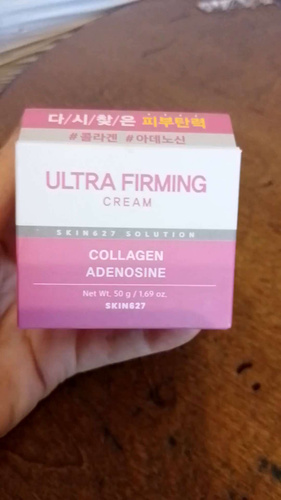 다/시/찾/은 피부탄력
#콜라겐 #아데노신
ULTRA FIRMING
CREAM
SKIN627 SOLUTION
COLLAGEN
ADENOSINE
Net Wt. 50 g / 1.69 oz.
SKIN627